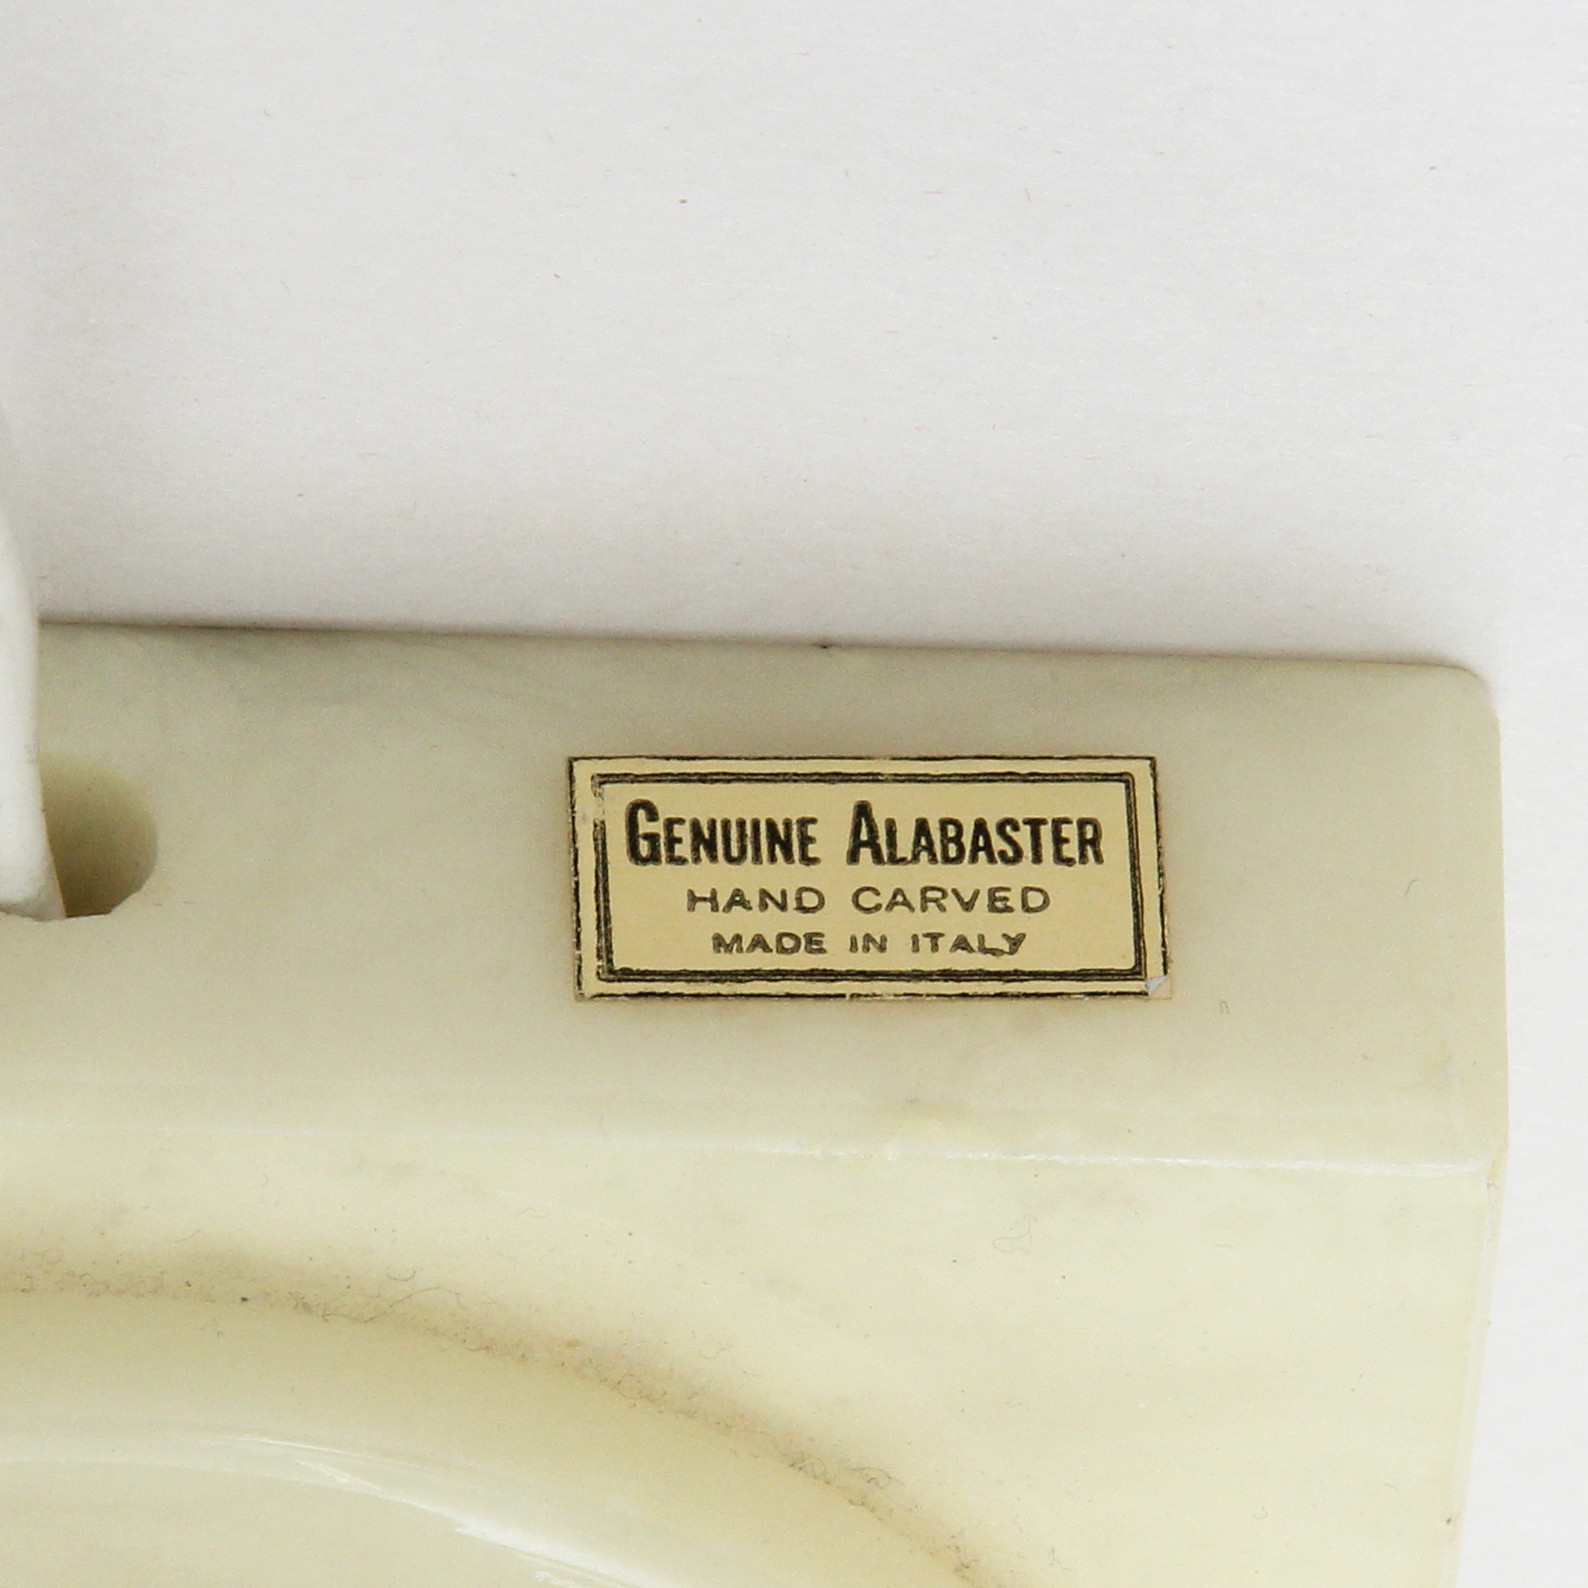 GENUINE ALABASTER
HAND CARVED
MADE IN ITALY